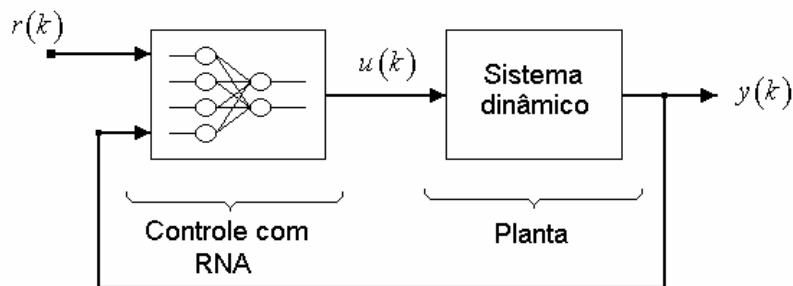 r(k)
u(k)
Sistema
dinâmico
y(k)
Controle com
RNA
Planta